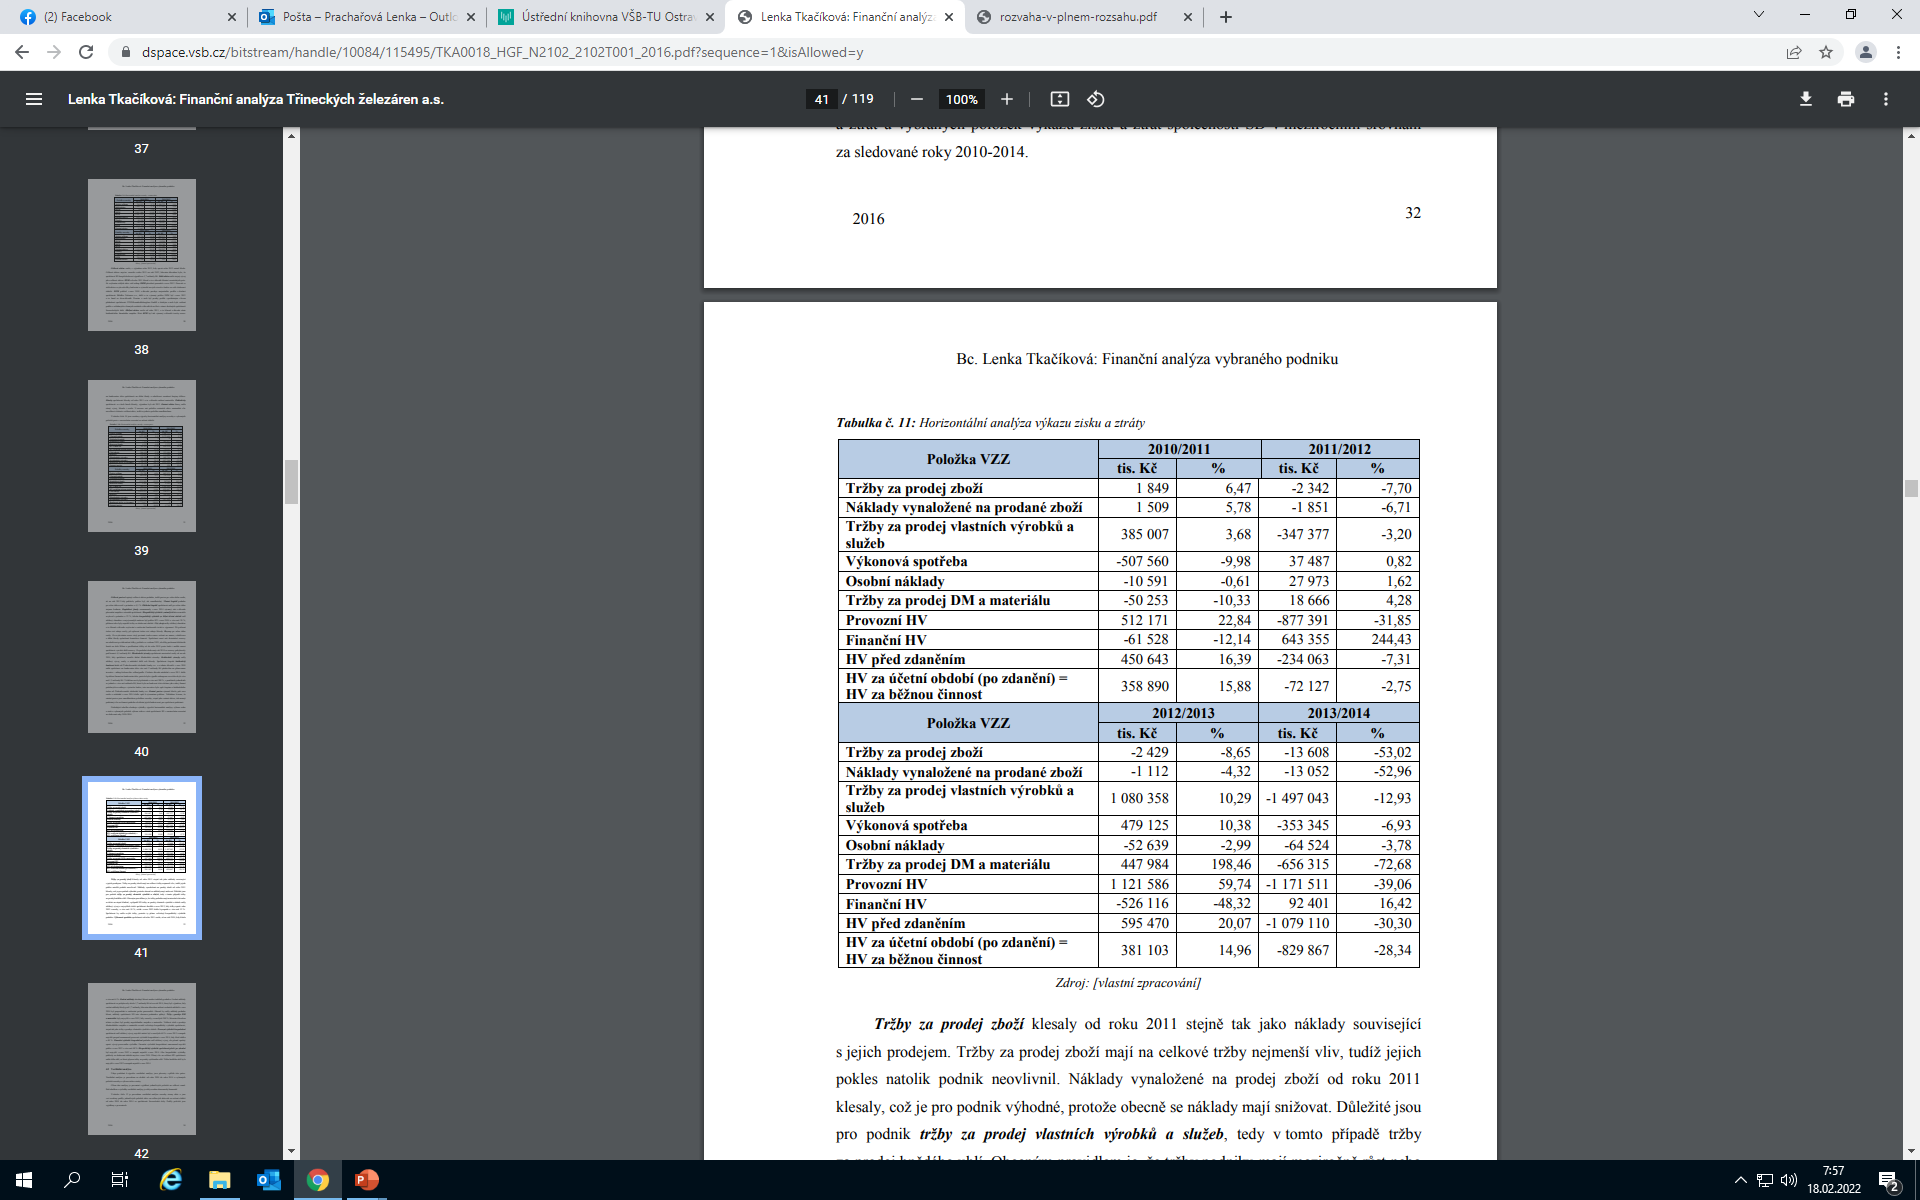 (2) Facebook
Pošta – Prachařová Lenka – Outlo
Ústřední knihovna VŠB-TU Ostrav
Lenka Tkačíková: Finanční analýza
rozvaha-v-plnem-rozsahu.pdf
dspace.vsb.cz/bitstream/handle/10084/115495/TKA0018_HGF_N2102_2102T001_2016.pdf?sequence=1&isAllowed=y
Lenka Tkačíková: Finanční analýza Třineckých železáren a.s.
41 / 119
100%
37
38
39
40
41
42
za sledované roky 2010-2014.
2016
32
Bc. Lenka Tkačíková: Finanční analýza vybraného podniku
Tabulka č. 11: Horizontální analýza výkazu zisku a ztráty
Položka VZZ 2010/2011 2011/2012
tis. Kč % tis. Kč %
Tržby za prodej zboží 1 849 6,47 -2 342 -7,70
Náklady vynaložené na prodané zboží 1 509 5,78 -1 851 -6,71
Tržby za prodej vlastních výrobků a
služeb 385 007 3,68 -347 377 -3,20
Výkonová spotřeba -507 560 -9,98 37 487 0,82
Osobní náklady -10 591 -0,61 27 973 1,62
Tržby za prodej DM a materiálu -50 253 -10,33 18 666 4,28
Provozní HV 512 171 22,84 -877 391 -31,85
Finanční HV -61 528 -12,14 643 355 244,43
HV před zdaněním 450 643 16,39 -234 063 -7,31
HV za účetní období (po zdanění) =
HV za běžnou činnost 358 890 15,88 -72 127 -2,75
Položka VZZ 2012/2013 2013/2014
tis. Kč % tis. Kč %
Tržby za prodej zboží -2 429 -8,65 -13 608 -53,02
Náklady vynaložené na prodané zboží -1 112 -4,32 -13 052 -52,96
Tržby za prodej vlastních výrobků a
služeb 1 080 358 10,29 -1 497 043 -12,93
Výkonová spotřeba 479 125 10,38 -353 345 -6,93
Osobní náklady -52 639 -2,99 -64 524 -3,78
Tržby za prodej DM a materiálu 447 984 198,46 -656 315 -72,68
Provozní HV 1 121 586 59,74 -1 171 511 -39,06
Finanční HV -526 116 -48,32 92 401 16,42
HV před zdaněním 595 470 20,07 -1 079 110 -30,30
HV za účetní období (po zdanění) =
HV za běžnou činnost 381 103 14,96 -829 867 -28,34
Zdroj: [vlastní zpracování]
Tržby za prodej zboží klesaly od roku 2011 stejně tak jako náklady související
s jejich prodejem. Tržby za prodej zboží mají na celkové tržby nejmenší vliv, tudíž jejich
pokles natolik podnik neovlivnil. Náklady vynaložené na prodej zboží od roku 2011
klesaly, což je pro podnik výhodné, protože obecně se náklady mají snižovat. Důležité jsou
pro podnik tržby za prodej vlastních výrobků a služeb, tedy v tomto případě tržby
7:57
18.02.2022
2